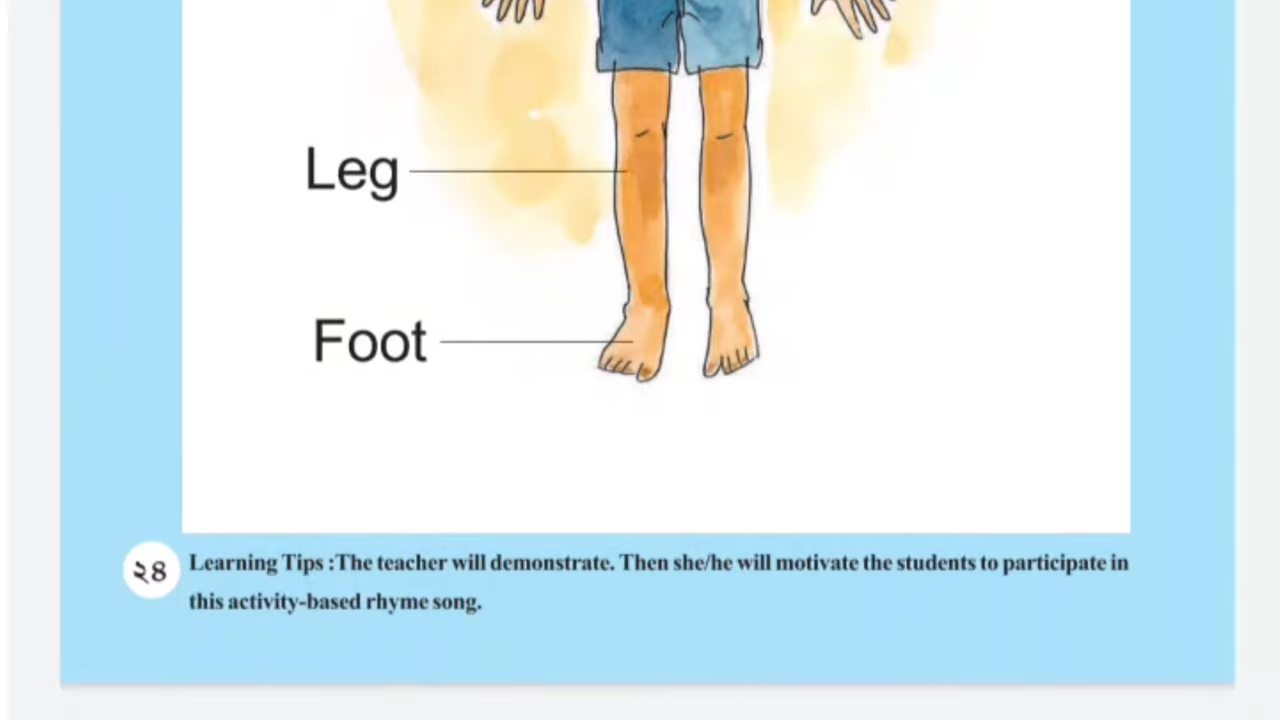 Leg
Foot
২৪
Learning Tips :The teacher will demonstrate. Then she/he will motivate the students to participate in
this activity-based rhyme song.